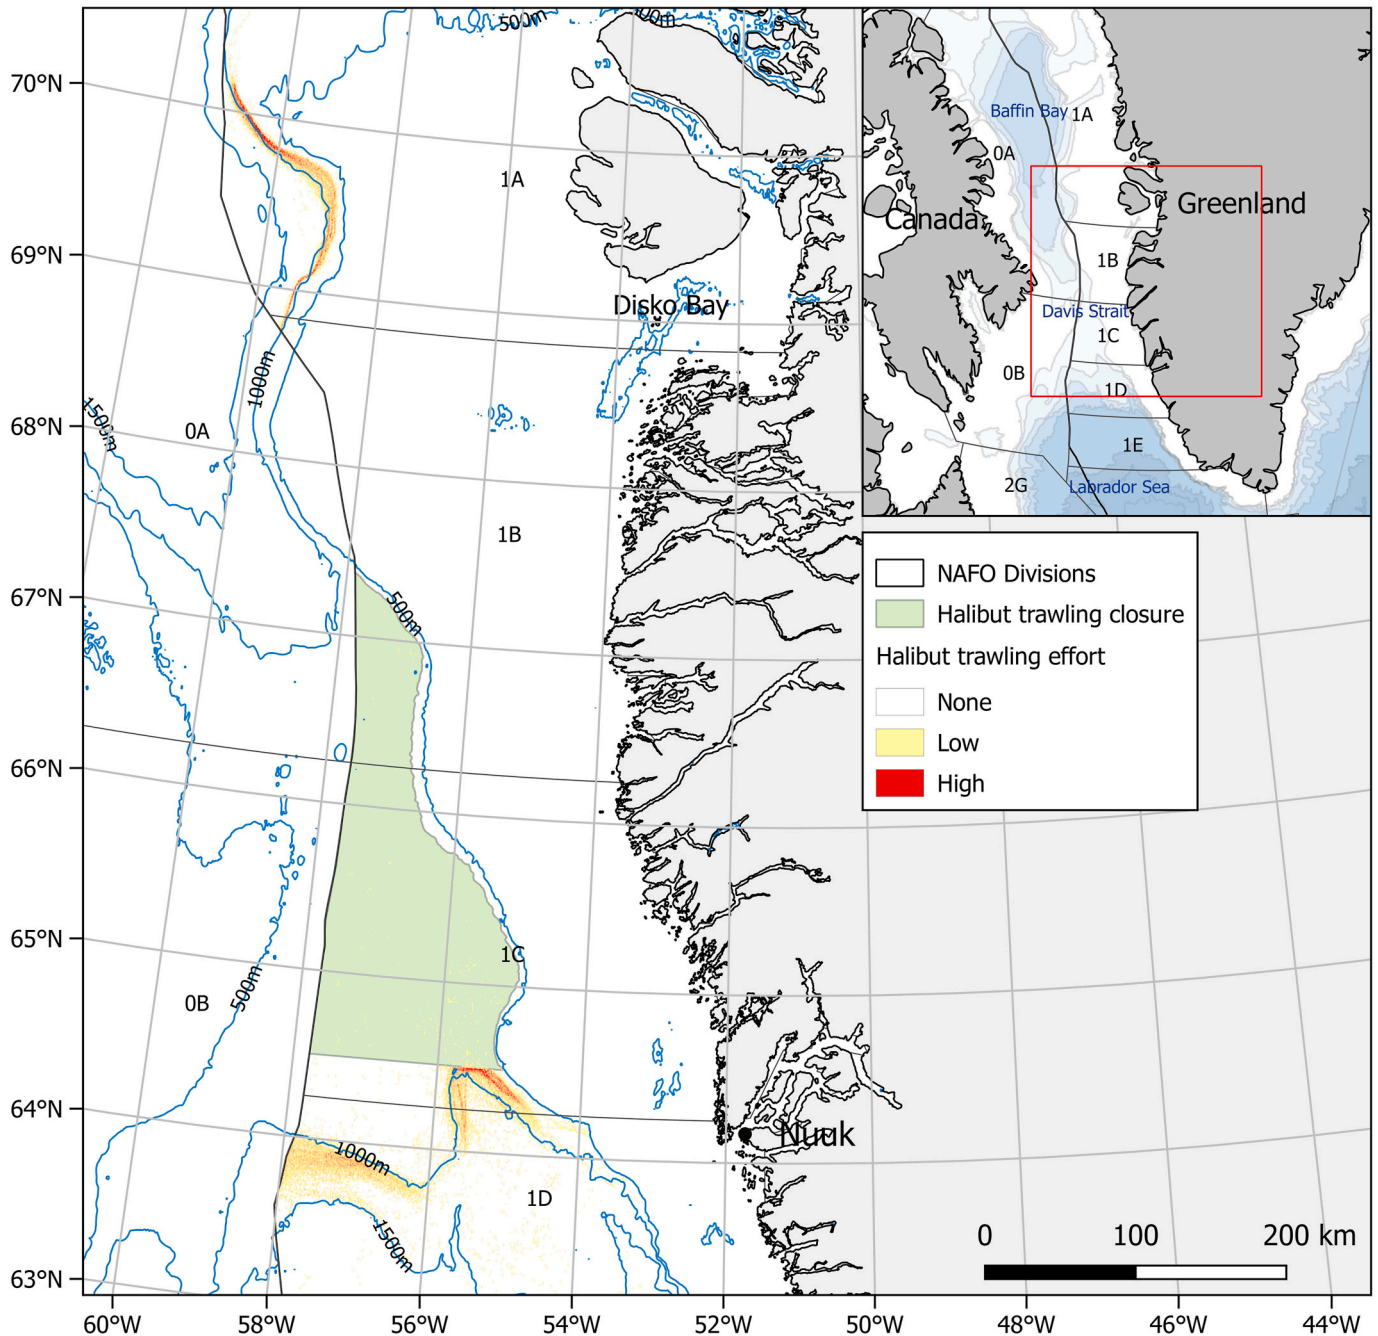 500m
500m
70°N
69°N
68°N
67°N
66°N
65°N
64°N
63°N
1A
Disko Bay
1000m
1500m
0A
1B
500m
1C
0B
500m
Nuuk
1000m
1D
1500m
Baffin Bay
1A
0A
Canada
Greenland
1B
Davis Strait
1C
0B
1D
1E
2G
Labrador Sea
NAFO Divisions
Halibut trawling closure
Halibut trawling effort
None
Low
High
0 100 200 km
60°W 58°W 56°W 54°W 52°W 50°W 48°W 46°W 44°W